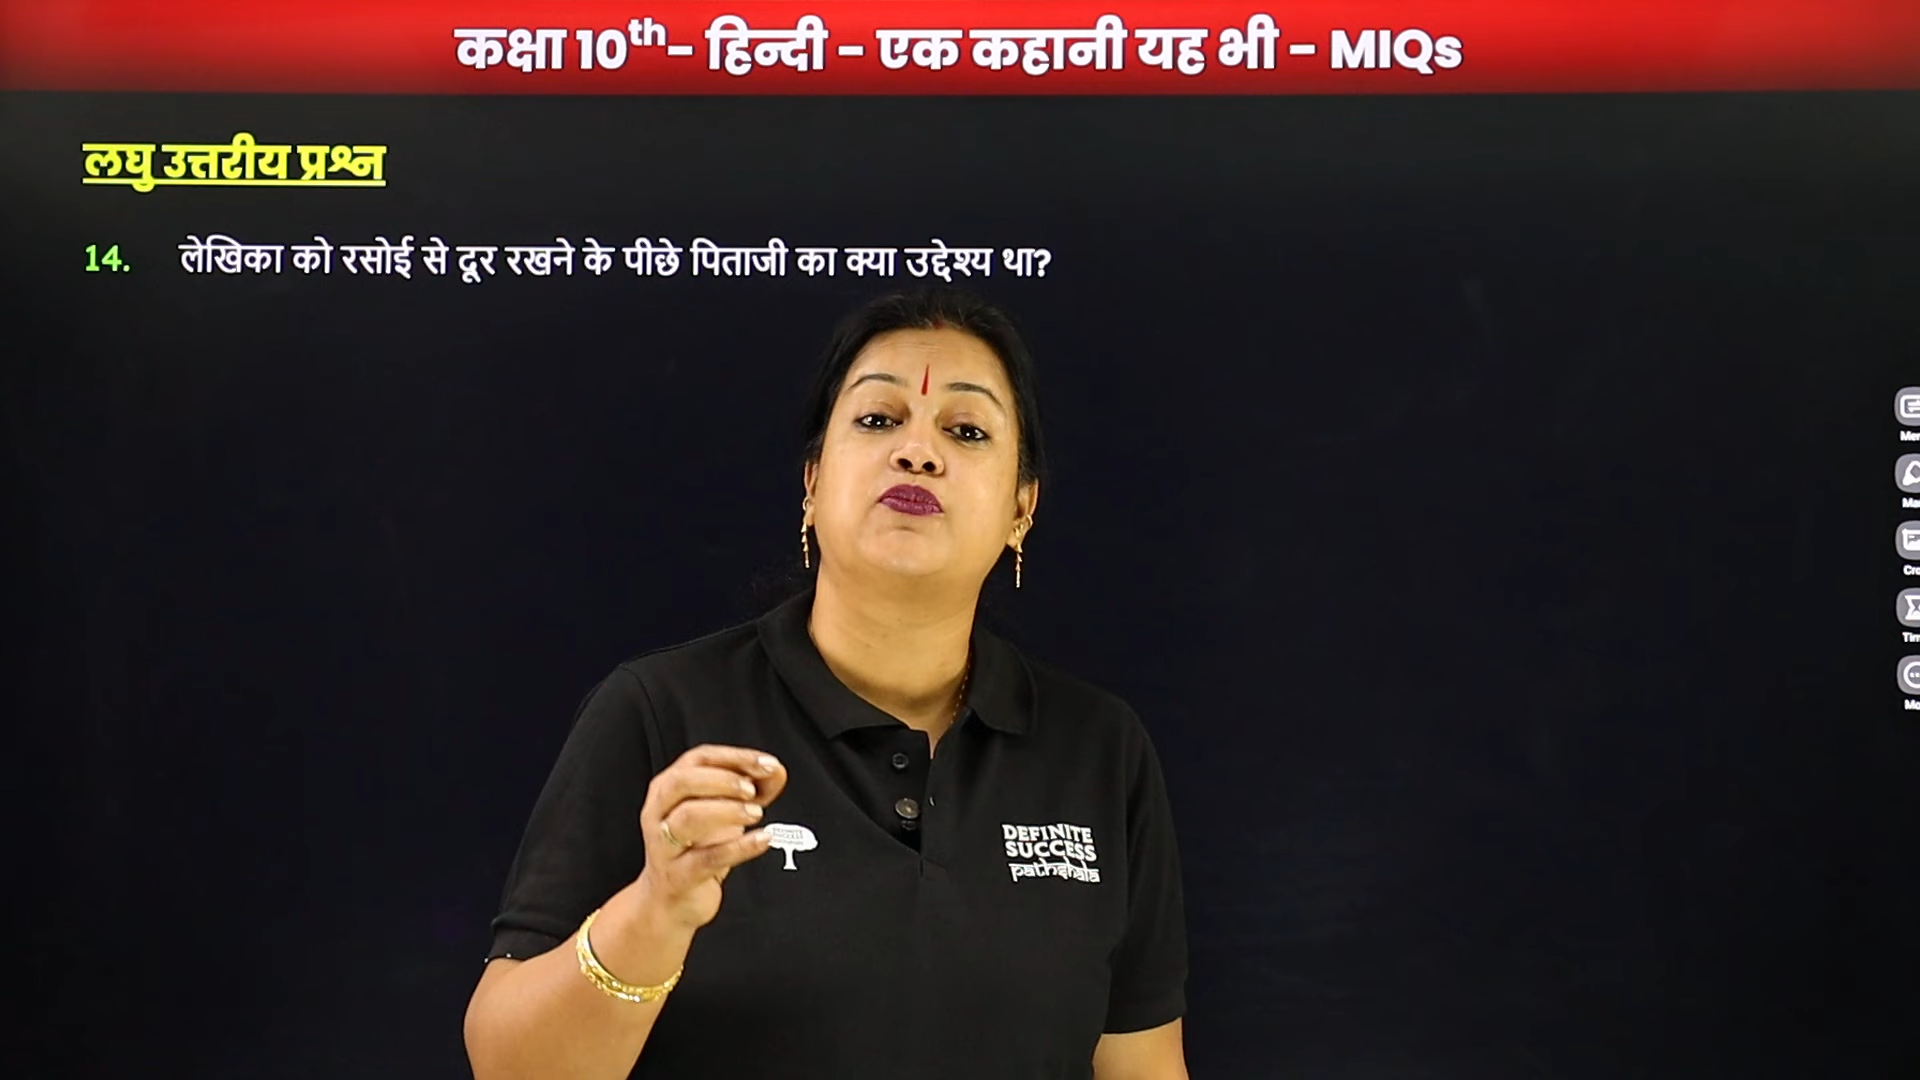 कक्षा 10th - हिन्दी - एक कहानी यह भी - MIQs
लघु उत्तरीय प्रश्न
14. लेखिका को रसोई से दूर रखने के पीछे पिताजी का क्या उद्देश्य था?
DEFINITE
SUCCESS
pathshala